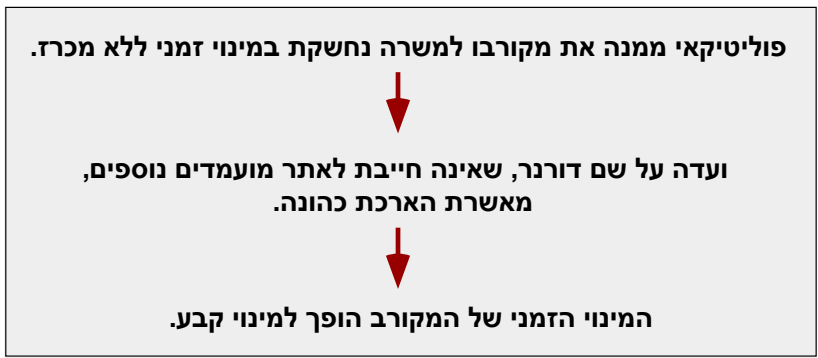 פוליטיקאי ממנה את מקורבו למשרה נחשקת במינוי זמני ללא מכרז.
ועדה על שם דורנר, שאינה חייבת לאתר מועמדים נוספים,
מאשרת הארכת כהונה.
המינוי הזמני של המקורב הופך למינוי קבע.